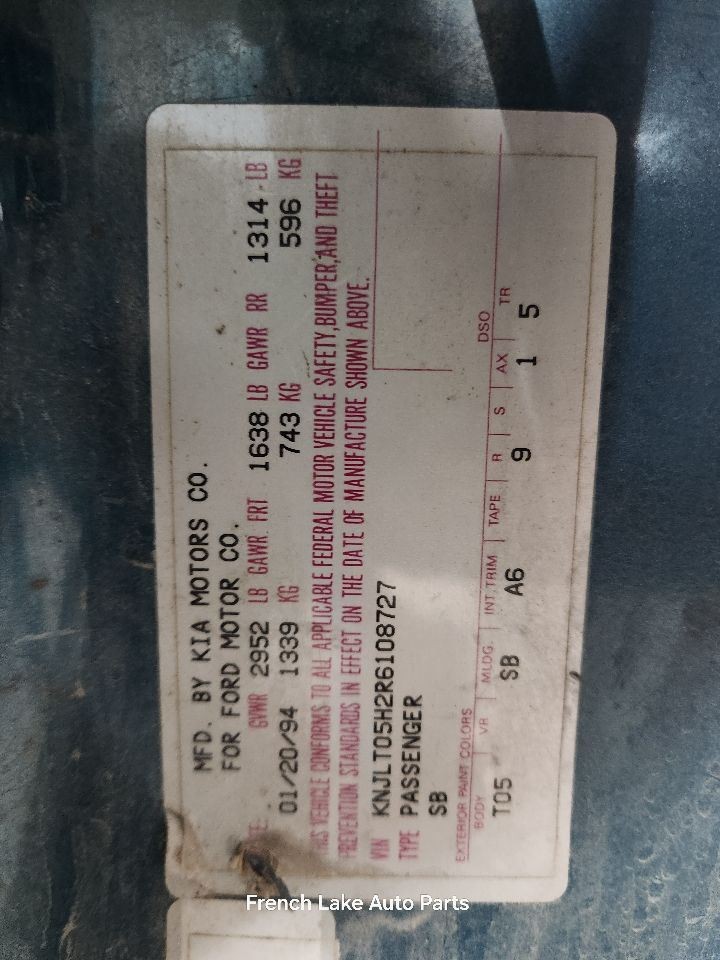 MFD. BY KIA MOTORS CO.
FOR FORD MOTOR CO.
GVWR 2952 LB GAWR FRT 1638 LB GAWR RR 1314 LB
01/20/94 1339 KG 743 KG 596 KG
THIS VEHICLE CONFORMS TO ALL APPLICABLE FEDERAL MOTOR VEHICLE SAFETY, BUMPER, AND THEFT
PREVENTION STANDARDS IN EFFECT ON THE DATE OF MANUFACTURE SHOWN ABOVE.
VIN KNJLT05H2R6108727
TYPE PASSENGER
SB
EXTERIOR PAINT COLORS DSO
BODY VR MLDG INT. TRIM TAPE R S AX TR
T05 SB A6 9 1 5
French Lake Auto Parts